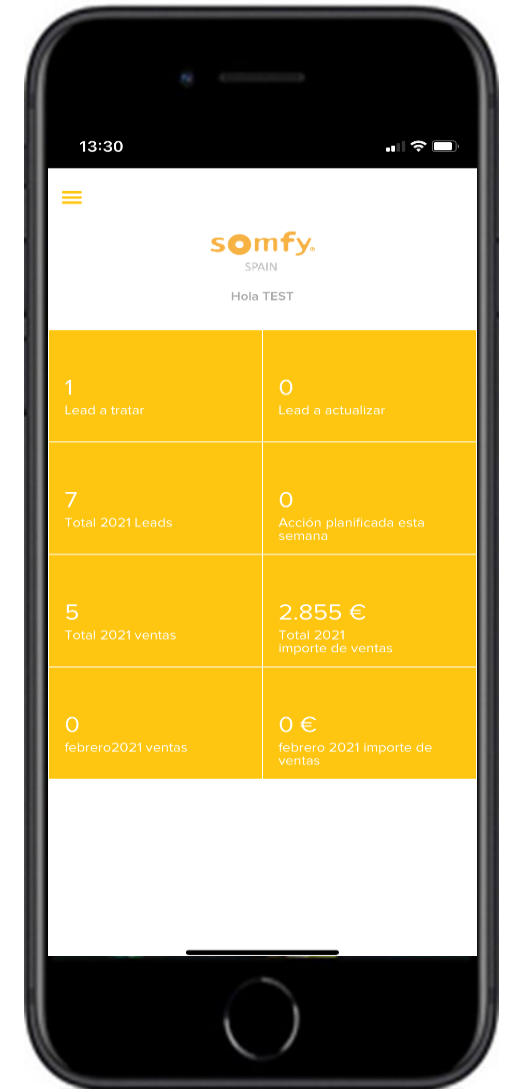 13:30
somfy.
SPAIN
Hola TEST
1
Lead a tratar
0
Lead a actualizar
7
Total 2021 Leads
0
Acción planificada esta
semana
5
Total 2021 ventas
2.855 €
Total 2021
importe de ventas
0
febrero2021 ventas
0 €
febrero 2021 importe de
ventas